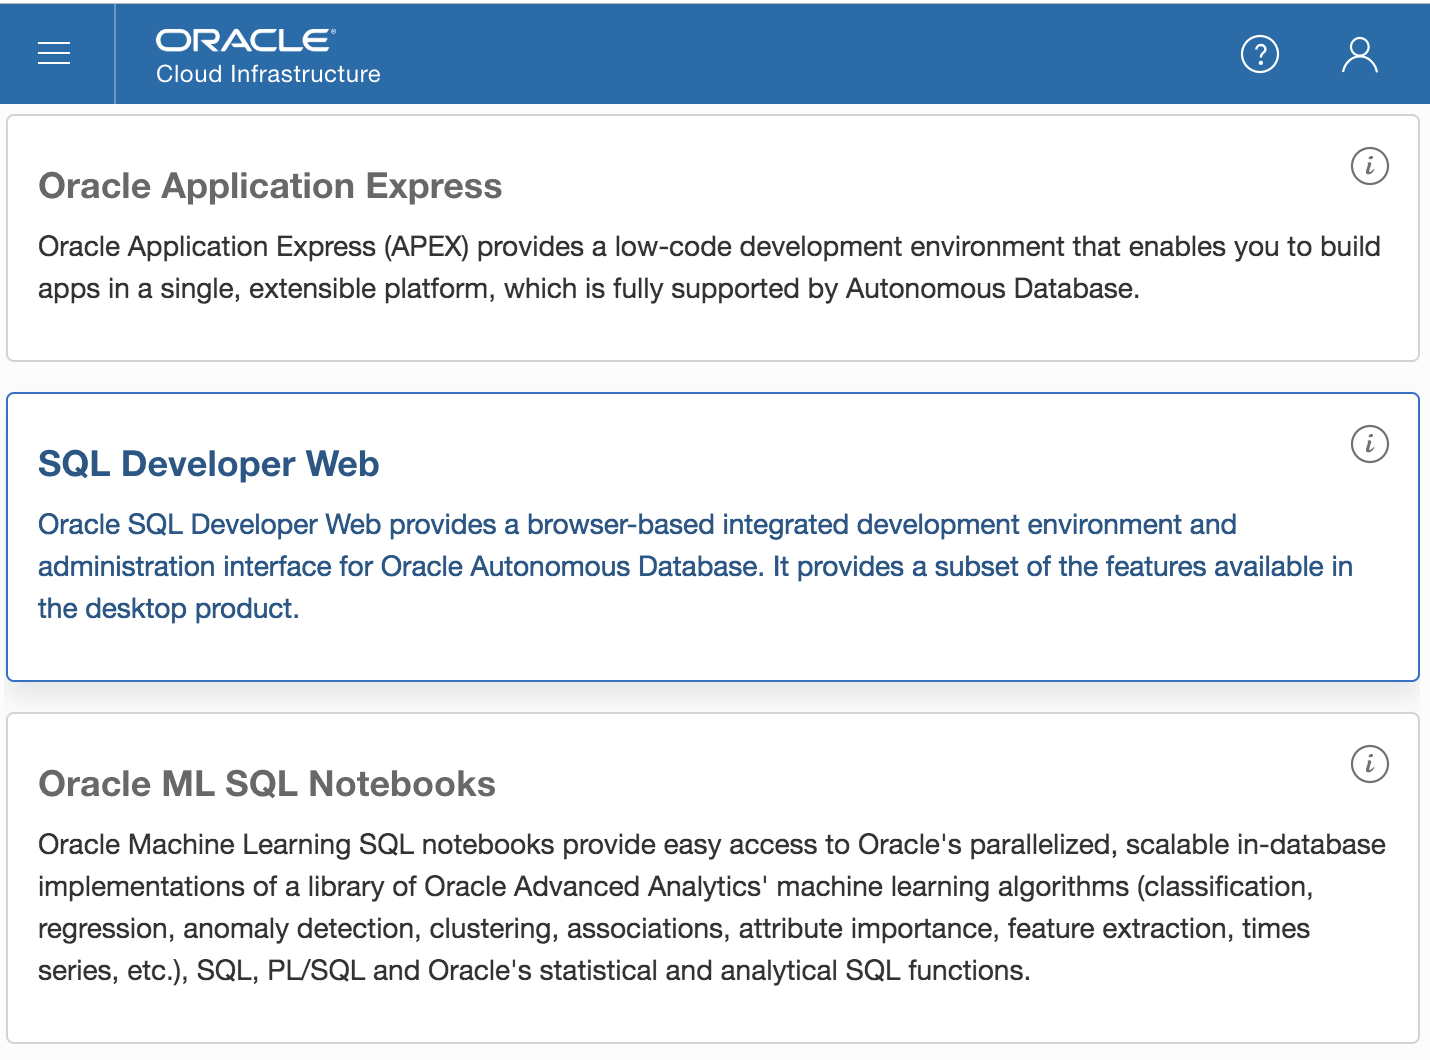 ORACLE®
Cloud Infrastructure
?
Oracle Application Express
i
Oracle Application Express (APEX) provides a low-code development environment that enables you to build
apps in a single, extensible platform, which is fully supported by Autonomous Database.
SQL Developer Web
i
Oracle SQL Developer Web provides a browser-based integrated development environment and
administration interface for Oracle Autonomous Database. It provides a subset of the features available in
the desktop product.
Oracle ML SQL Notebooks
i
Oracle Machine Learning SQL notebooks provide easy access to Oracle's parallelized, scalable in-database
implementations of a library of Oracle Advanced Analytics' machine learning algorithms (classification,
regression, anomaly detection, clustering, associations, attribute importance, feature extraction, times
series, etc.), SQL, PL/SQL and Oracle's statistical and analytical SQL functions.